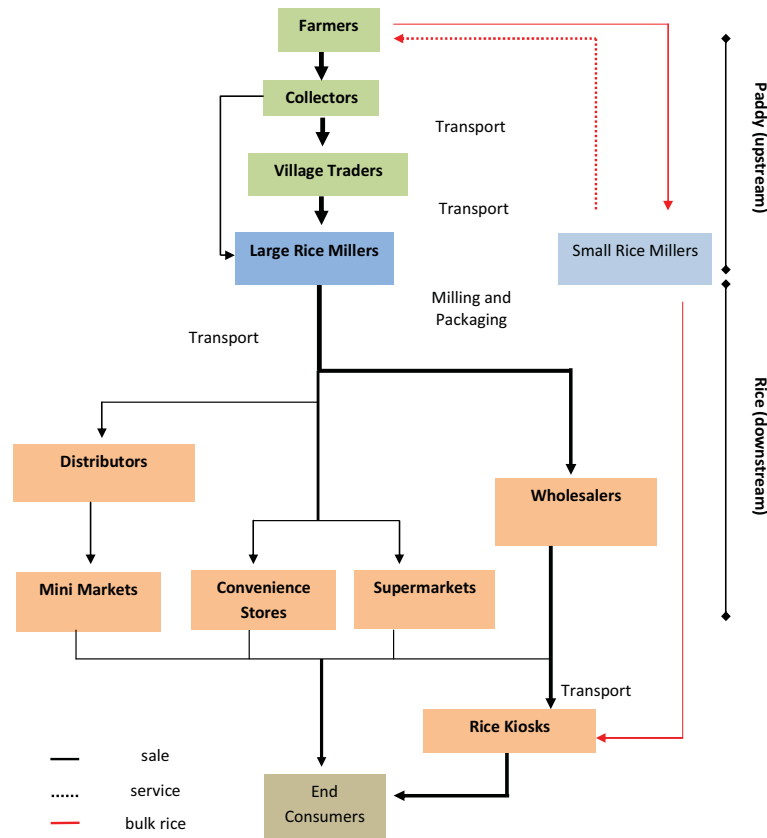 Farmers
Collectors
Transport
Village Traders
Transport
Large Rice Millers
Small Rice Millers
Paddy (upstream)
Milling and
Packaging
Transport
Rice (downstream)
Distributors
Wholesalers
Mini Markets
Convenience
Stores
Supermarkets
Transport
Rice Kiosks
sale
service
bulk rice
End
Consumers